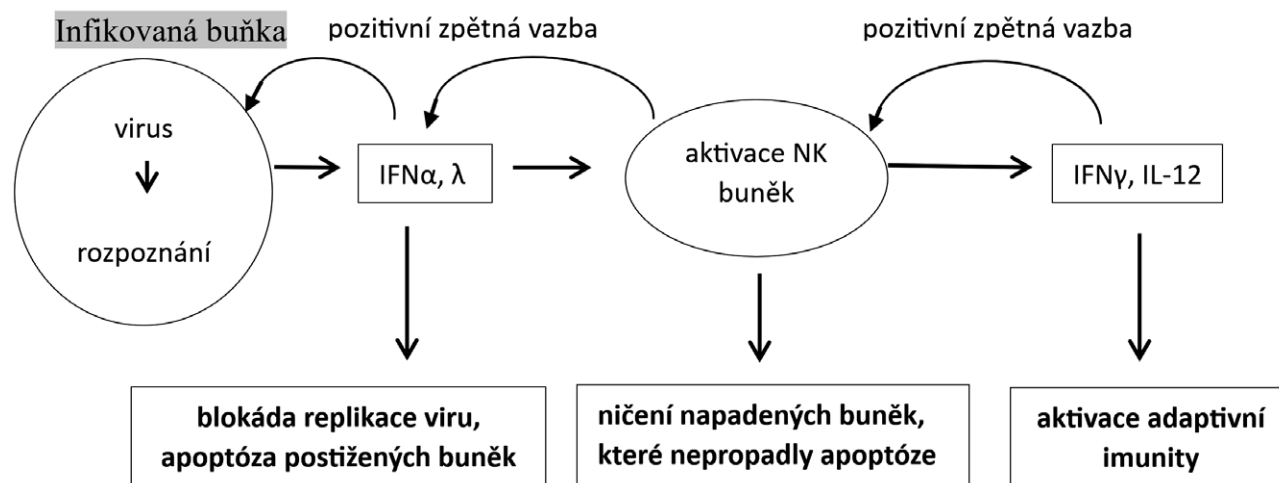 Infikovaná buňka
pozitivní zpětná vazba
pozitivní zpětná vazba
virus
rozpoznání
IFNα, λ
aktivace NK
buněk
IFNγ, IL-12
blokáda replikace viru,
apoptóza postižených buněk
ničení napadených buněk,
které nepropadly apoptóze
aktivace adaptivní
imunity